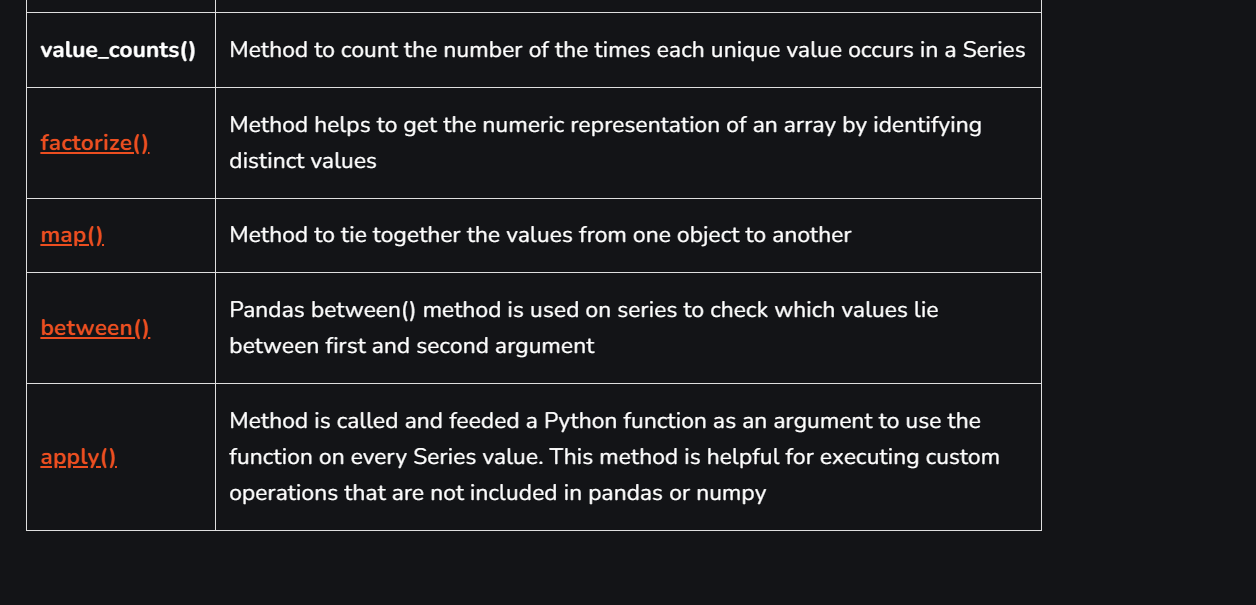 value_counts()
Method to count the number of the times each unique value occurs in a Series
factorize()
Method helps to get the numeric representation of an array by identifying
distinct values
map()
Method to tie together the values from one object to another
between()
Pandas between() method is used on series to check which values lie
between first and second argument
apply()
Method is called and feeded a Python function as an argument to use the
function on every Series value. This method is helpful for executing custom
operations that are not included in pandas or numpy